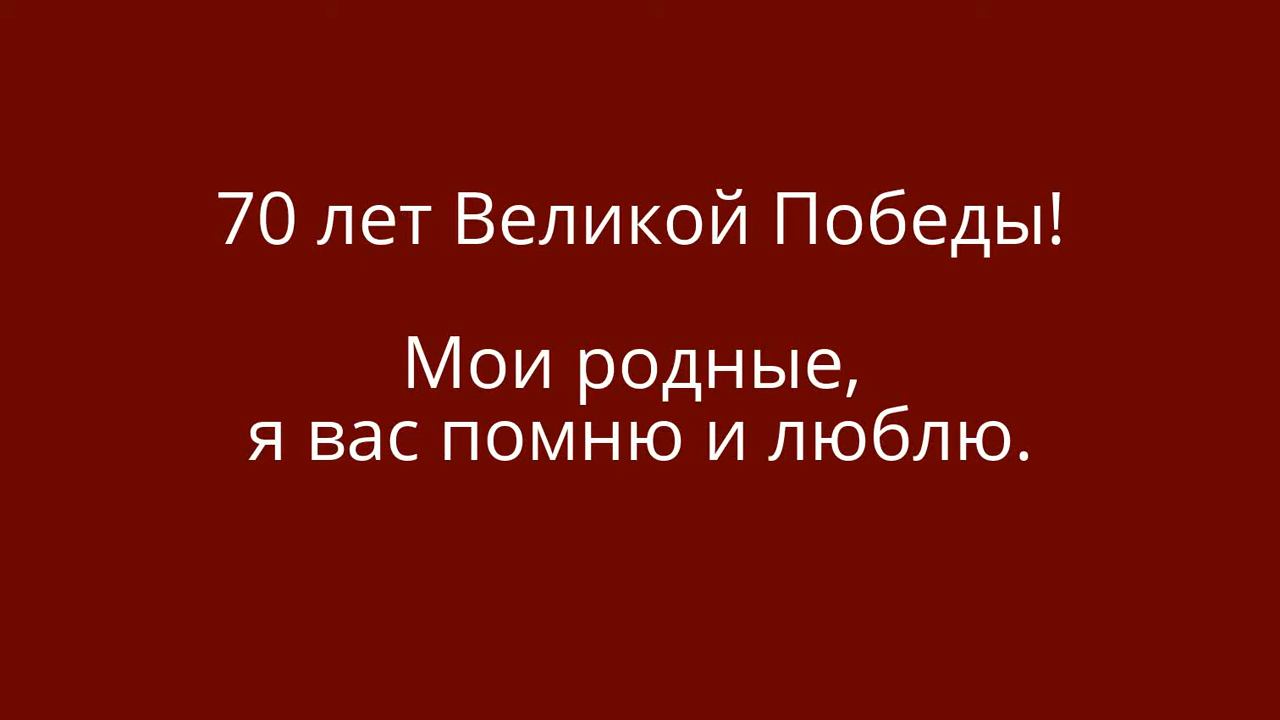 70 лет Великой Победы!
Мои родные,
я вас помню и люблю.